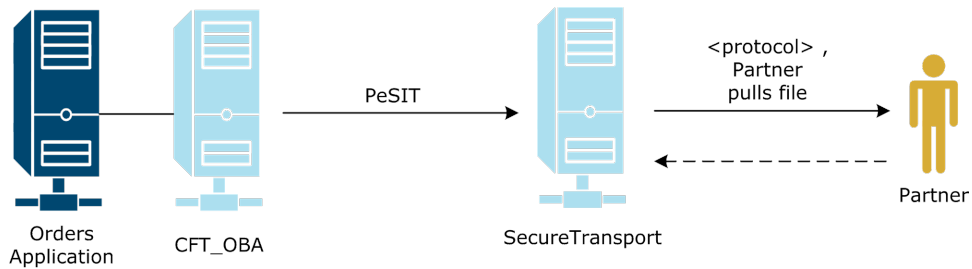 <protocol> ,
Partner
pulls file
PeSIT
Orders
Application
CFT_OBA
SecureTransport
Partner